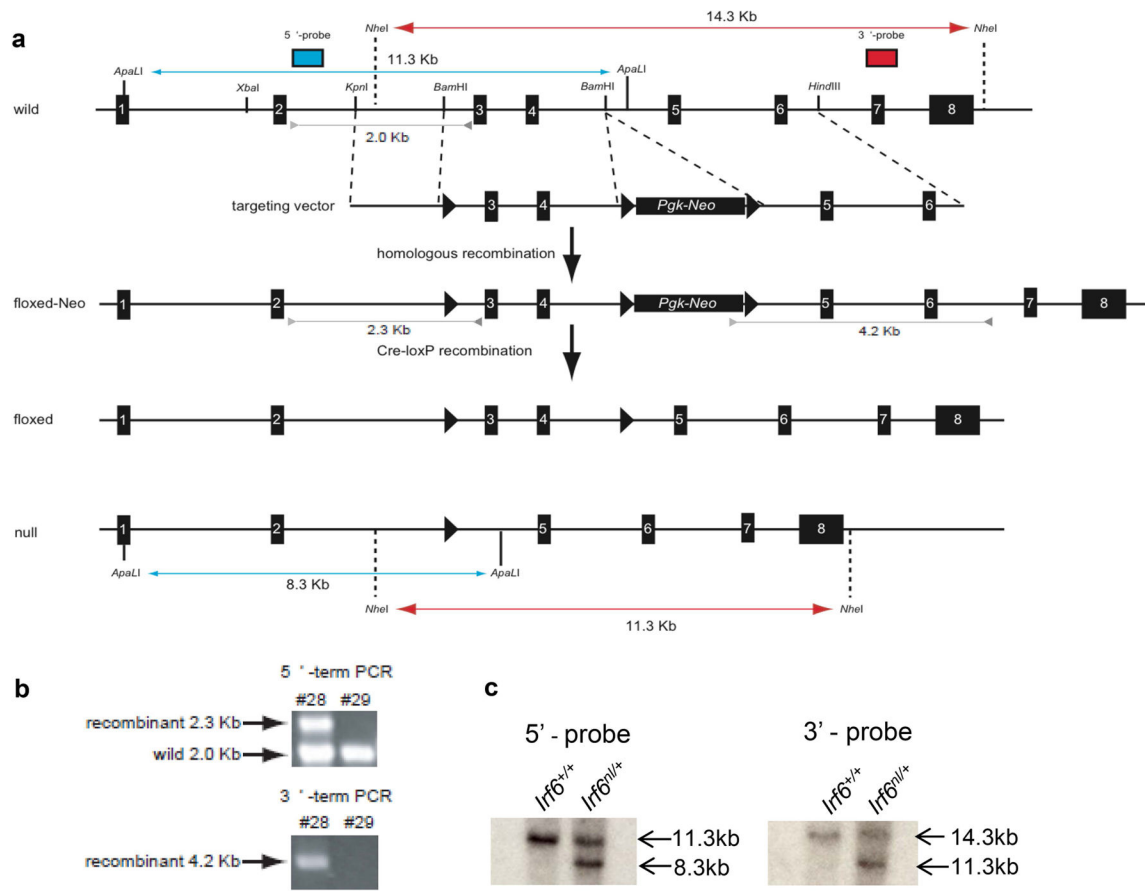 a
NheI
14.3 Kb
NheI
5 ´-probe
3 ´-probe
ApaLI
11.3 Kb
ApaLI
XbaI
KpnI
BamHI
BamHI
HindIII
wild
1
2
3
4
5
6
7
8
2.0 Kb
targeting vector
3
4
Pgk-Neo
5
6
homologous recombination
floxed-Neo
1
2
3
4
Pgk-Neo
5
6
7
8
2.3 Kb
4.2 Kb
Cre-loxP recombination
floxed
1
2
3
4
5
6
7
8
null
1
2
5
6
7
8
ApaLI
ApaLI
8.3 Kb
NheI
NheI
11.3 Kb
b
5 ´-term PCR
#28 #29
recombinant 2.3 Kb
wild 2.0 Kb
3 ´-term PCR
#28 #29
recombinant 4.2 Kb
c
5’ - probe
Irf6+/+
Irf6nl/+
11.3kb
8.3kb
3’ - probe
Irf6+/+
Irf6nl/+
14.3kb
11.3kb